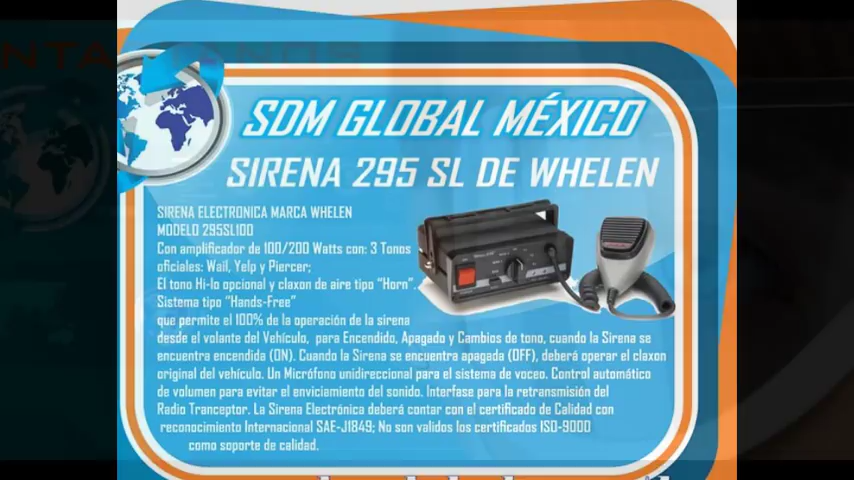 SDM GLOBAL MÉXICO
SIRENA 295 SL DE WHELEN
SIRENA ELECTRONICA MARCA WHELEN
MODELO 295SL100
Con amplificador de 100/200 Watts con: 3 Tonos
oficiales: Wail, Yelp y Piercer;
El tono Hi-lo opcional y claxon de aire tipo “Horn”.
Sistema tipo “Hands-Free”
que permite el 100% de la operación de la sirena
desde el volante del Vehículo, para Encendido, Apagado y Cambios de tono, cuando la Sirena se
encuentra encendida (ON). Cuando la Sirena se encuentra apagada (OFF), deberá operar el claxon
original del vehículo. Un Micrófono unidireccional para el sistema de voceo. Control automático
de volumen para evitar el enviciamiento del sonido. Interfase para la retransmisión del
Radio Tranceptor. La Sirena Electrónica deberá contar con el certificado de Calidad con
reconocimiento Internacional SAE-J1849; No son validos los certificados ISO-9000
como soporte de calidad.